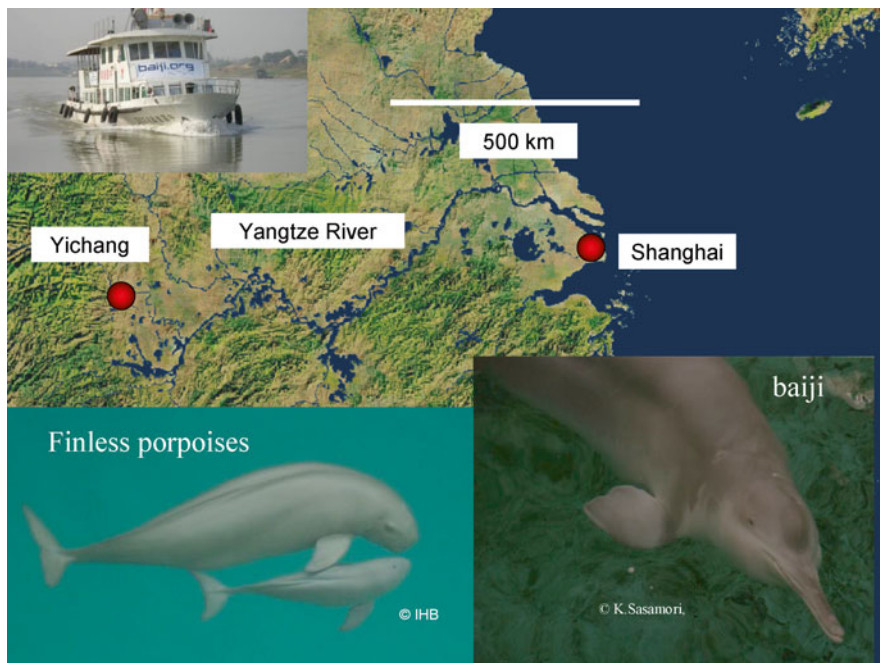 baiji.org
500 km
Yangtze River
Yichang
Shanghai
baiji
Finless porpoises
© IHB
© K.Sasamori,